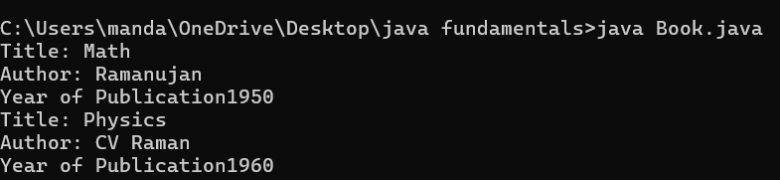 C:\Users\manda\OneDrive\Desktop\java fundamentals>java Book.java
Title: Math
Author: Ramanujan
Year of Publication1950
Title: Physics
Author: CV Raman
Year of Publication1960